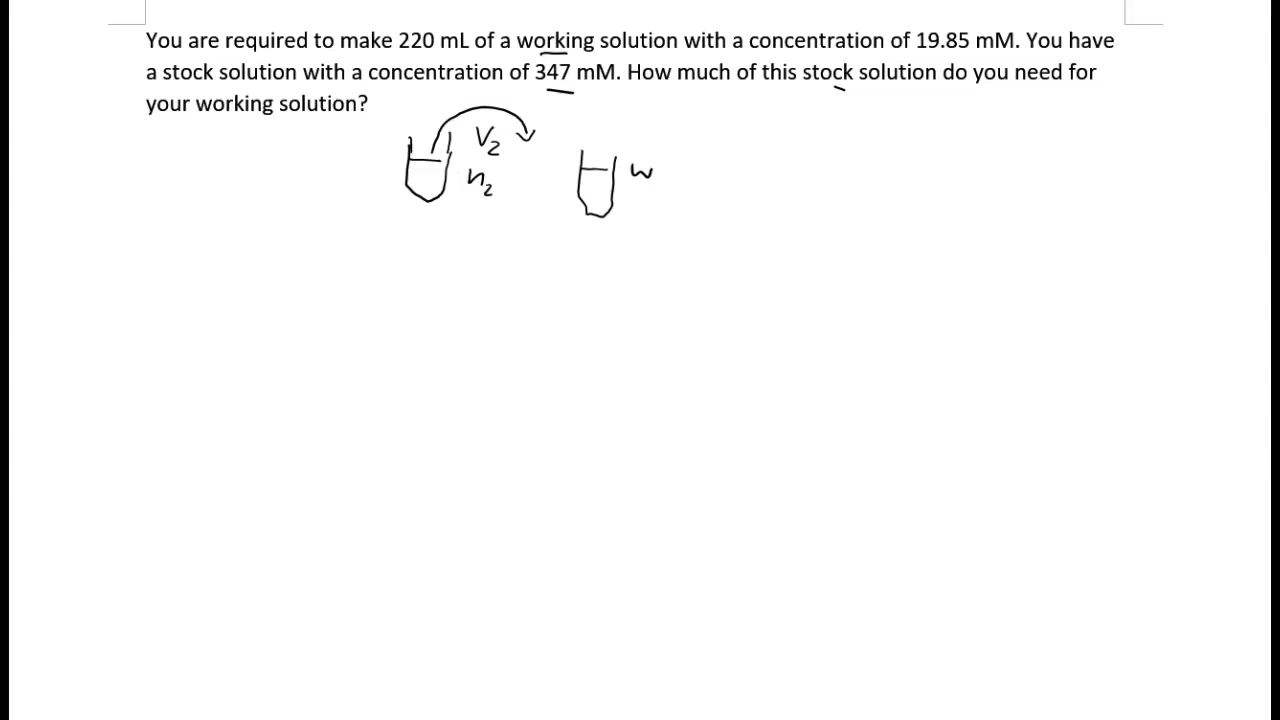 You are required to make 220 mL of a working solution with a concentration of 19.85 mM. You have
a stock solution with a concentration of 347 mM. How much of this stock solution do you need for
your working solution?
V₂
n₂ w